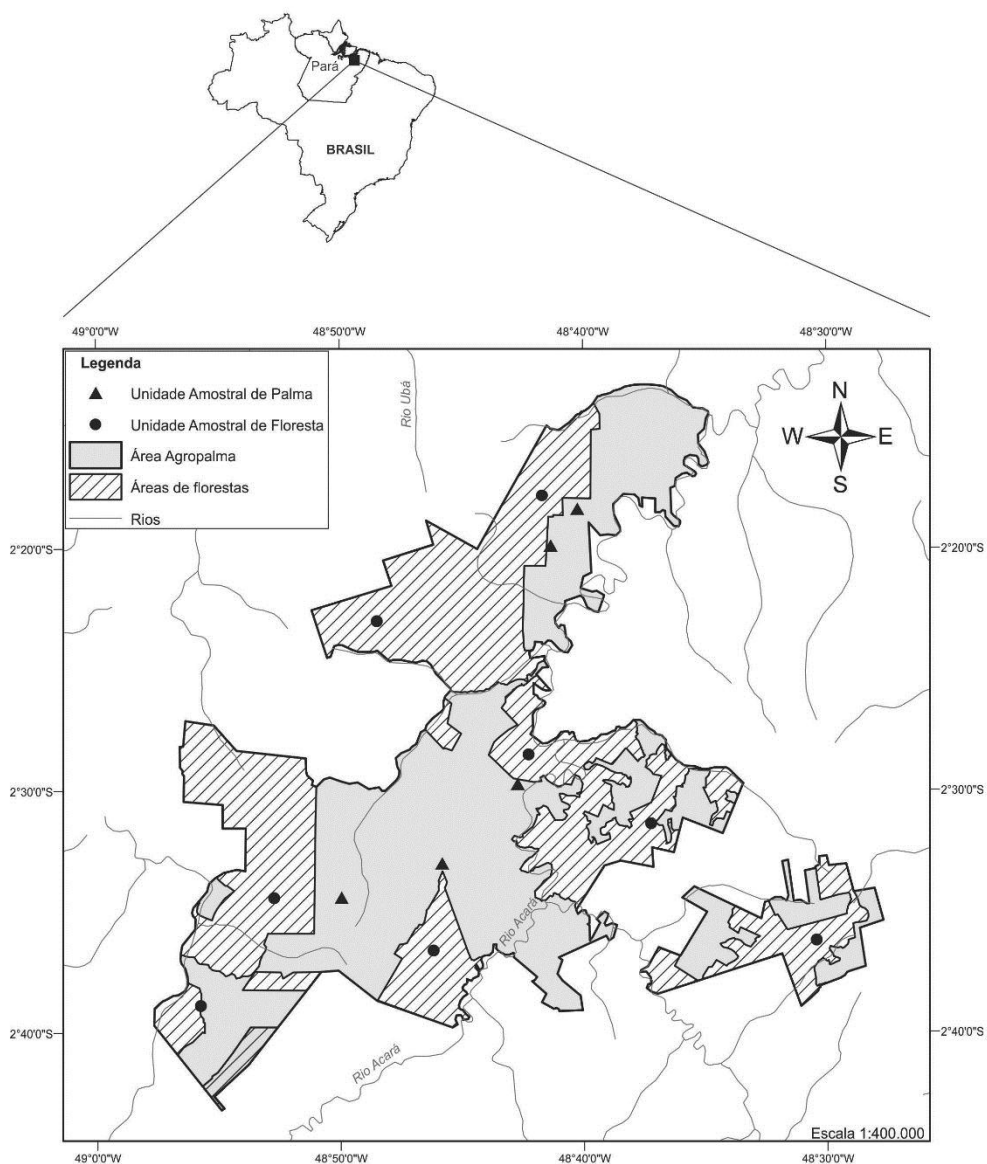 Pará
BRASIL
49°0'0"W
48°50'0"W
48°40'0"W
48°30'0"W
Legenda
Unidade Amostral de Palma
Unidade Amostral de Floresta
Área Agropalma
Áreas de florestas
Rios
Rio Ubá
N
W
E
S
2°20'0"S
2°20'0"S
2°30'0"S
2°30'0"S
Rio Acará
2°40'0"S
2°40'0"S
Rio Acará
Escala 1:400.000
49°0'0"W
48°50'0"W
48°40'0"W
48°30'0"W